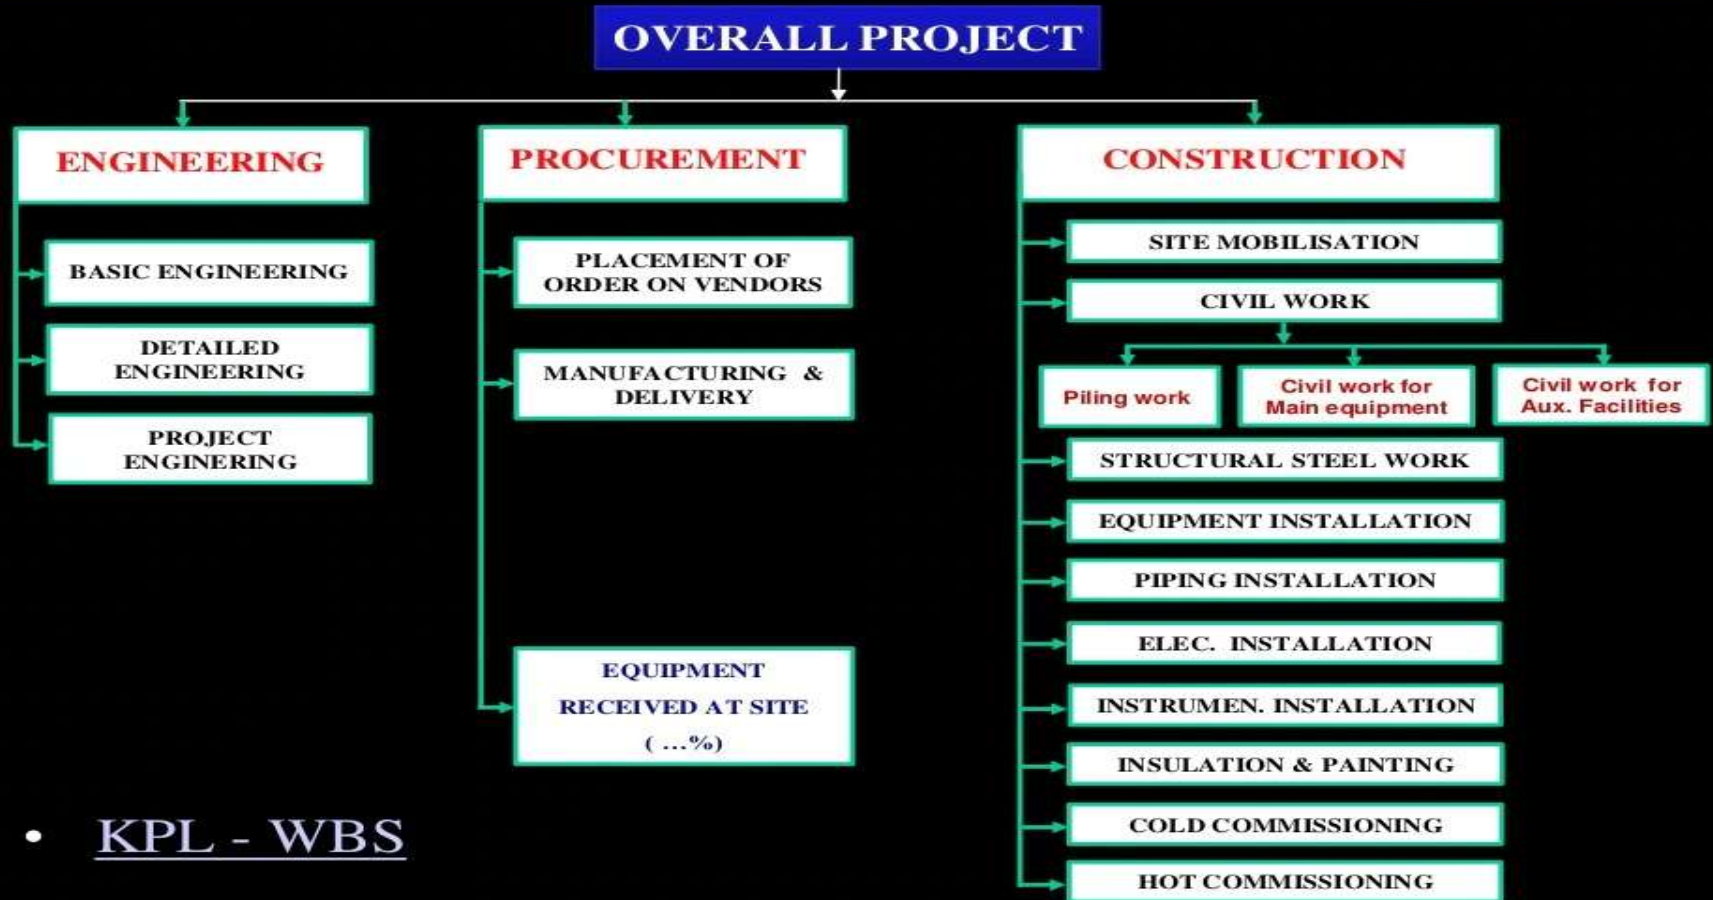 OVERALL PROJECT
ENGINEERING
BASIC ENGINEERING
DETAILED
ENGINEERING
PROJECT
ENGINERING
PROCUREMENT
PLACEMENT OF
ORDER ON VENDORS
MANUFACTURING &
DELIVERY
EQUIPMENT
RECEIVED AT SITE
( ...%)
CONSTRUCTION
SITE MOBILISATION
CIVIL WORK
Piling work
Civil work for
Main equipment
Civil work for
Aux. Facilities
STRUCTURAL STEEL WORK
EQUIPMENT INSTALLATION
PIPING INSTALLATION
ELEC. INSTALLATION
INSTRUMEN. INSTALLATION
INSULATION & PAINTING
COLD COMMISSIONING
HOT COMMISSIONING
• KPL - WBS